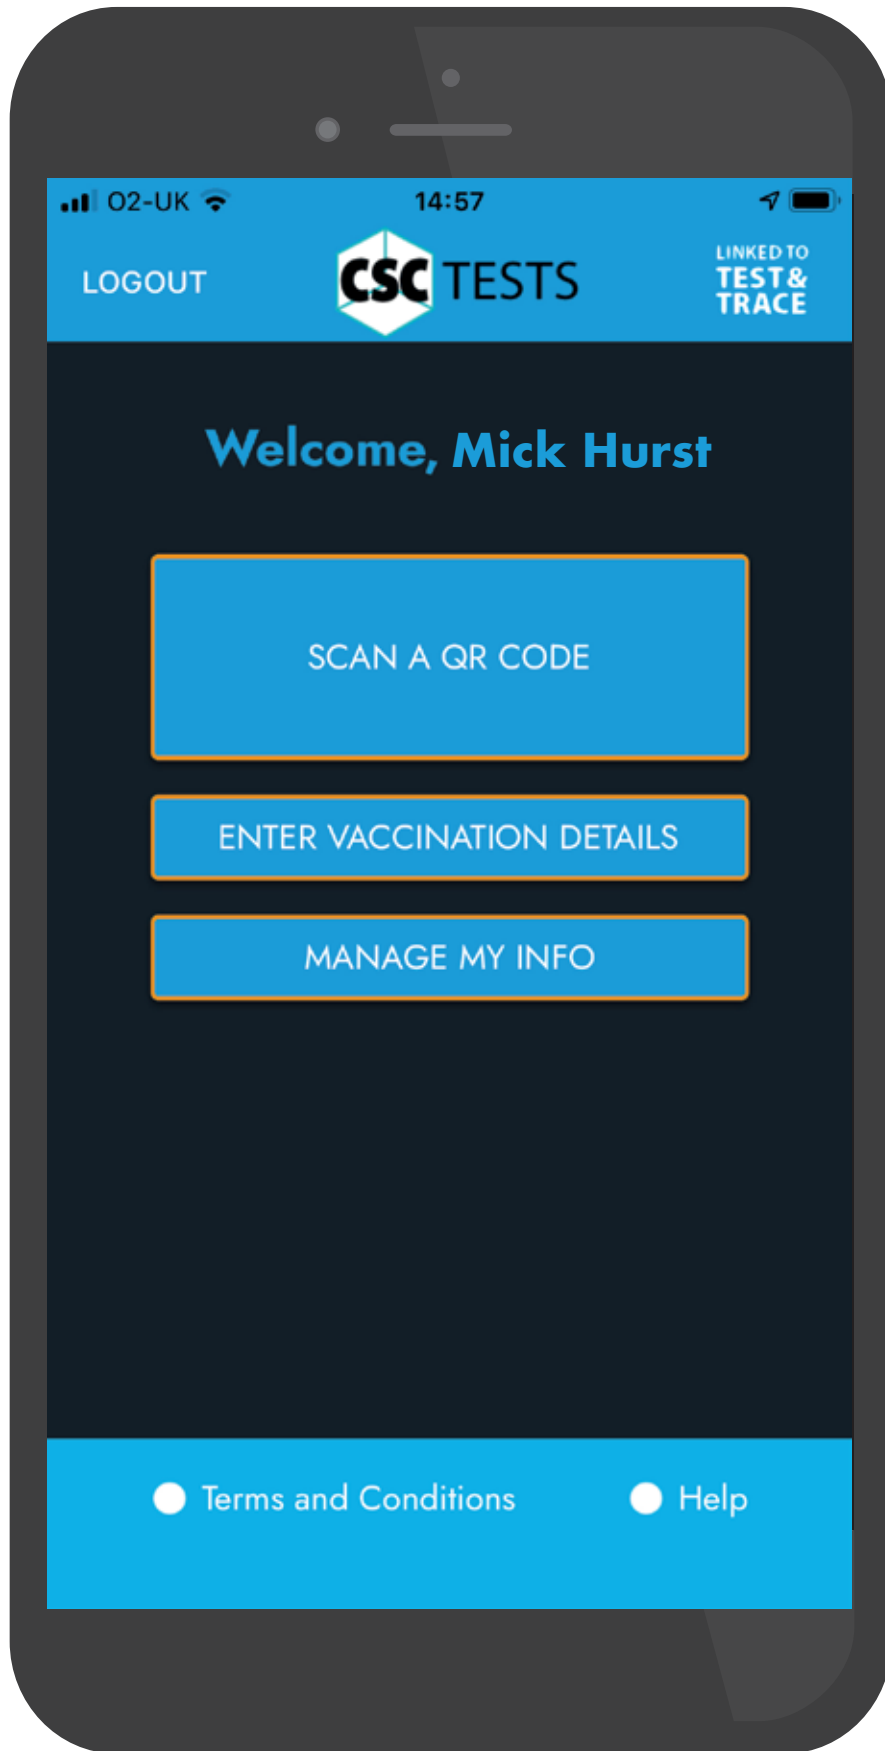 O2-UK 14:57
LOGOUT CSC TESTS LINKED TO
TEST &
TRACE
Welcome, Mick Hurst
SCAN A QR CODE
ENTER VACCINATION DETAILS
MANAGE MY INFO
Terms and Conditions Help